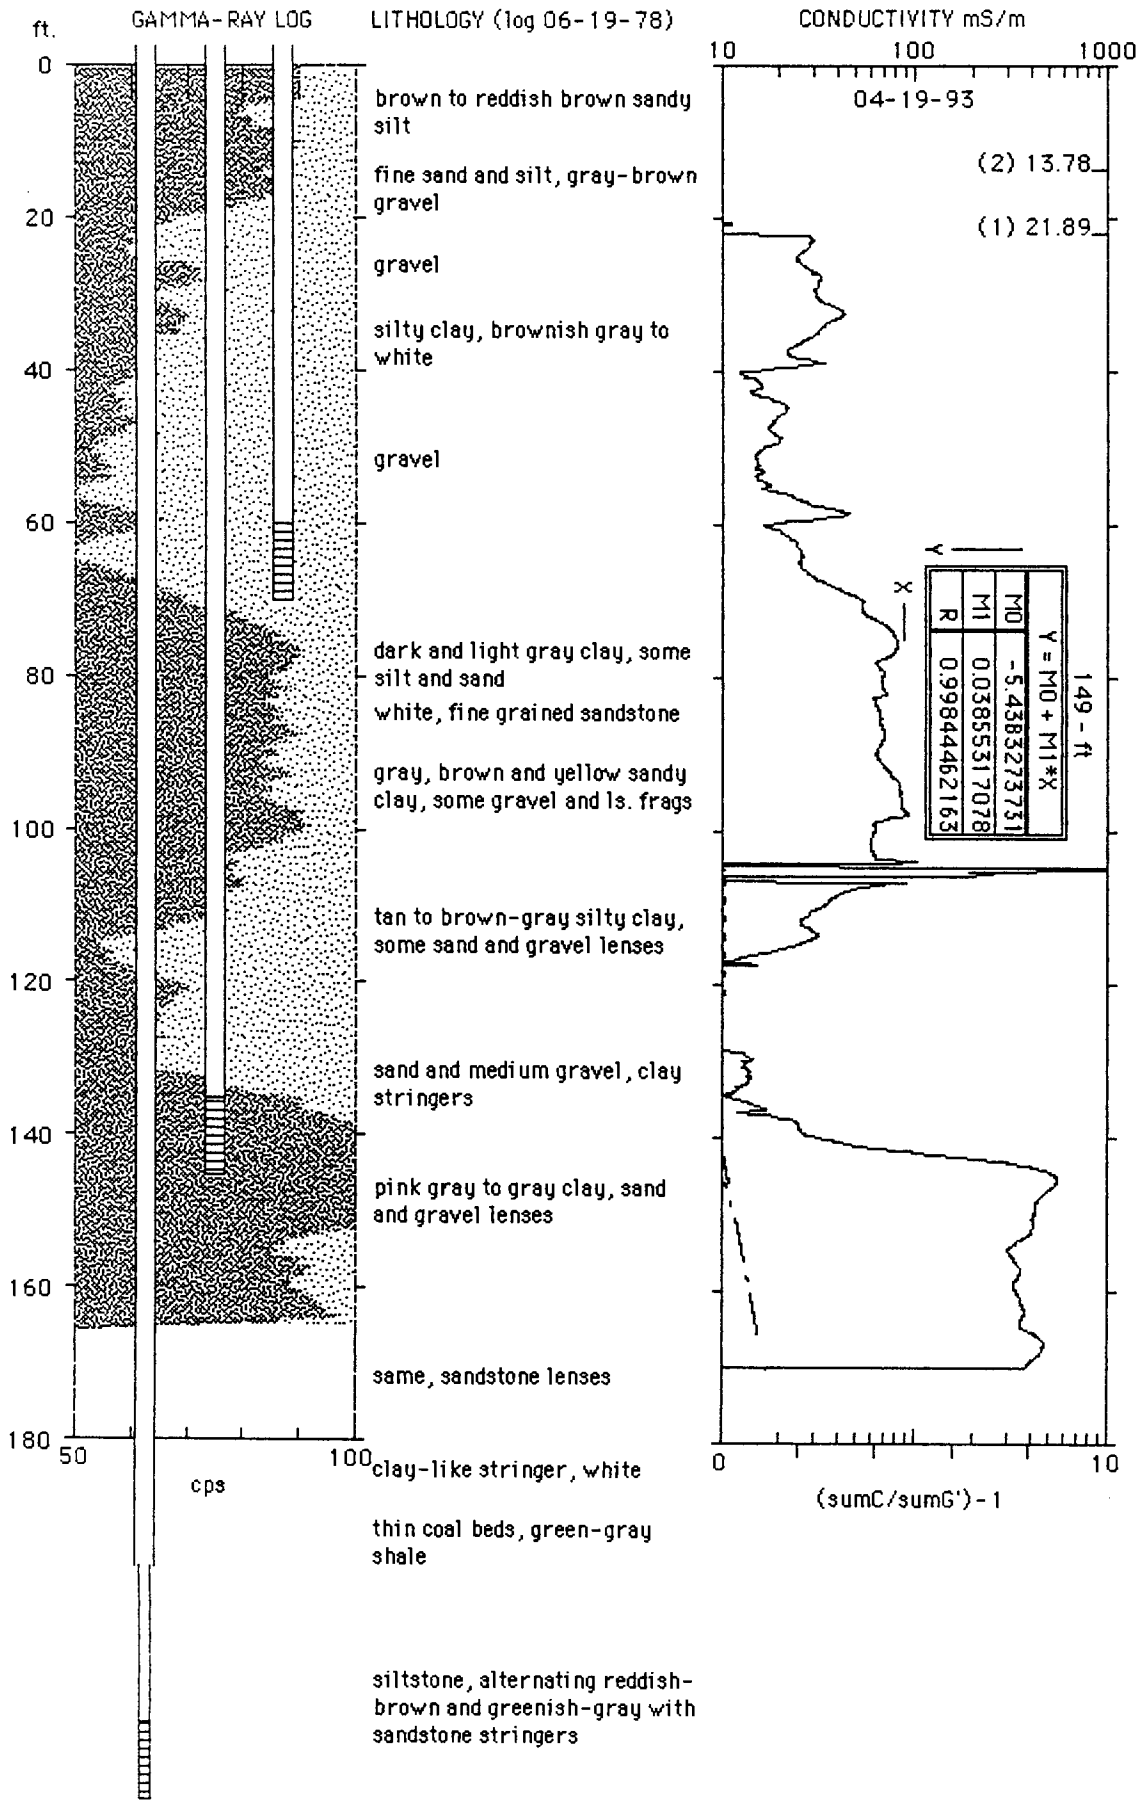 GAMMA-RAY LOG
LITHOLOGY (log 06-19-78)
CONDUCTIVITY mS/m
ft.
10 100 1000
0
04-19-93
brown to reddish brown sandy
silt
(2) 13.78
fine sand and silt, gray-brown
gravel
20
(1) 21.89
gravel
silty clay, brownish gray to
white
40
gravel
60
Y
X
149 - ft
Y = M0 + M1*X
M0 -5.4383273731
M1 0.0385531 7078
R 0.99844462163
dark and light gray clay, some
silt and sand
80
white, fine grained sandstone
gray, brown and yellow sandy
clay, some gravel and ls. frags
100
tan to brown-gray silty clay,
some sand and gravel lenses
120
sand and medium gravel, clay
stringers
140
pink gray to gray clay, sand
and gravel lenses
160
same, sandstone lenses
180
50 100
cps
0 10
(sumC/sumG')-1
clay-like stringer, white
thin coal beds, green-gray
shale
siltstone, alternating reddish-
brown and greenish-gray with
sandstone stringers